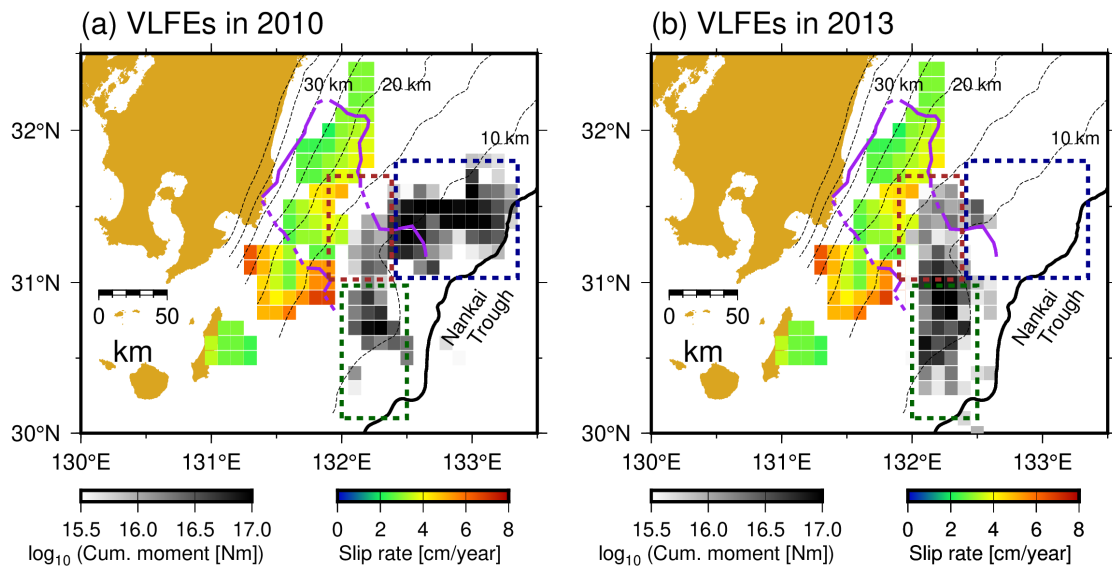 (a) VLFEs in 2010
30 km
20 km
10 km
32°N
31°N
30°N
0 50
km
Nankai
Trough
130°E 131°E 132°E 133°E
15.5 16.0 16.5 17.0
log10 (Cum. moment [Nm])
0 2 4 6 8
Slip rate [cm/year]
(b) VLFEs in 2013
30 km
20 km
10 km
32°N
31°N
30°N
0 50
km
Nankai
Trough
130°E 131°E 132°E 133°E
15.5 16.0 16.5 17.0
log10 (Cum. moment [Nm])
0 2 4 6 8
Slip rate [cm/year]